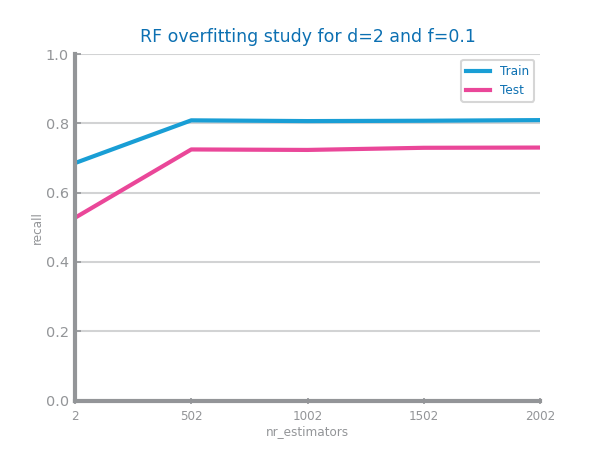 RF overfitting study for d=2 and f=0.1
1.0
Train
Test
0.8
0.6
recall
0.4
0.2
0.0
2 502 1002 1502 2002
nr_estimators